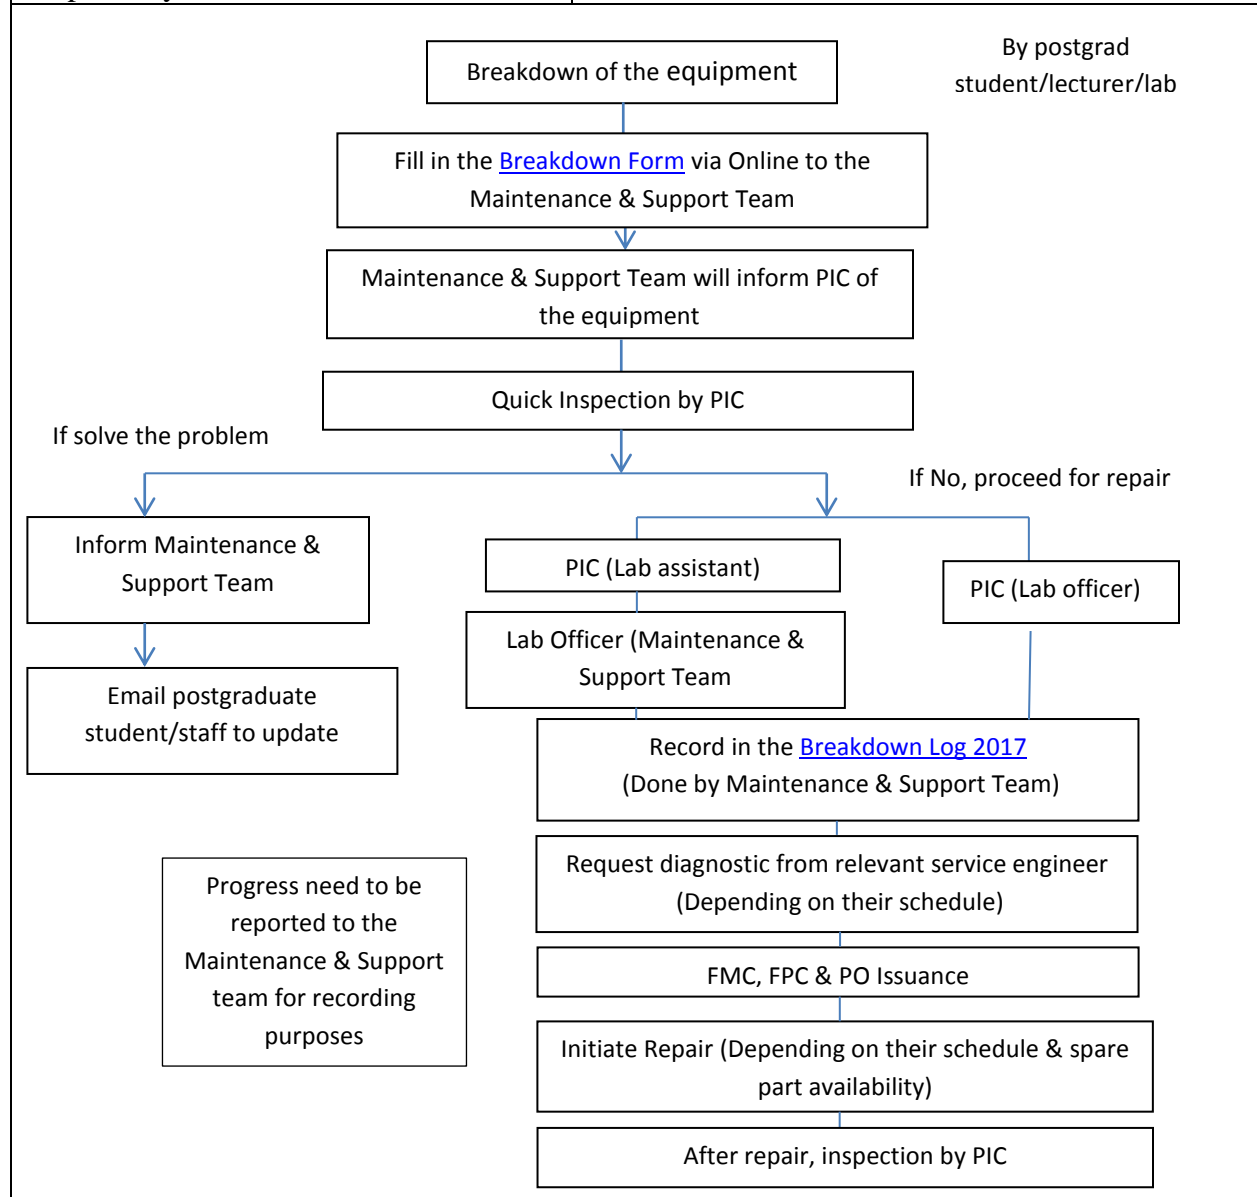 Breakdown of the equipment
By postgrad
student/lecturer/lab
Fill in the Breakdown Form via Online to the
Maintenance & Support Team
Maintenance & Support Team will inform PIC of
the equipment
Quick Inspection by PIC
If solve the problem
If No, proceed for repair
Inform Maintenance &
Support Team
PIC (Lab assistant)
PIC (Lab officer)
Lab Officer (Maintenance &
Support Team
Email postgraduate
student/staff to update
Record in the Breakdown Log 2017
(Done by Maintenance & Support Team)
Progress need to be
reported to the
Maintenance & Support
team for recording
purposes
Request diagnostic from relevant service engineer
(Depending on their schedule)
FMC, FPC & PO Issuance
Initiate Repair (Depending on their schedule & spare
part availability)
After repair, inspection by PIC